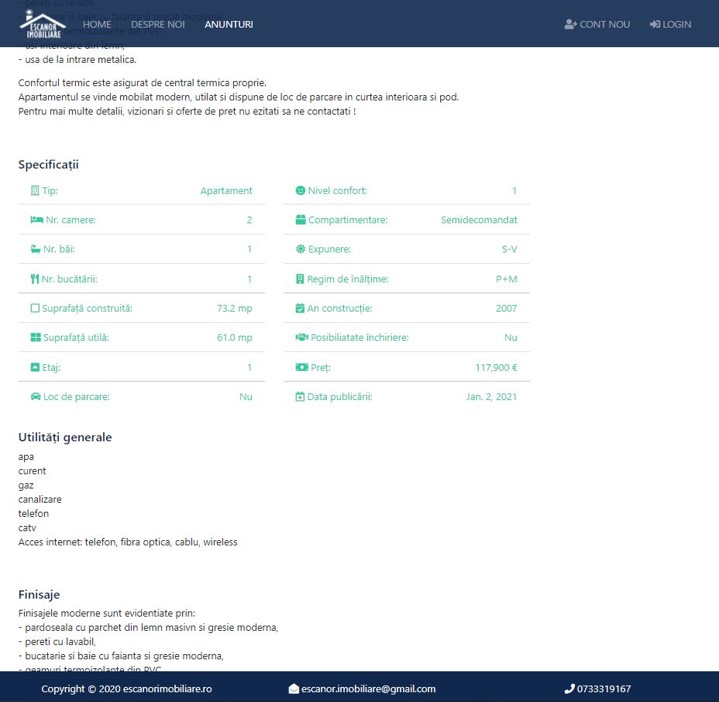 - pereti cu lavabil,
ESCANOR
IMOBILIARE
HOME
DESPRE NOI
ANUNTURI
CONT NOU
LOGIN
- usi interioare din lemn,
- usa de la intrare metalica.
Confortul termic este asigurat de central termica proprie.
Apartamentul se vinde mobilat modern, utilat si dispune de loc de parcare in curtea interioara si pod.
Pentru mai multe detalii, vizionari si oferte de pret nu ezitati sa ne contactati !
Specificații
Tip: Apartament
Nivel confort: 1
Nr. camere: 2
Compartimentare: Semidecomandat
Nr. băi: 1
Expunere: S-V
Nr. bucătării: 1
Regim de înălțime: P+M
Suprafață construită: 73.2 mp
An construcție: 2007
Suprafață utilă: 61.0 mp
Posibiliatate închiriere: Nu
Etaj: 1
Preț: 117,900 €
Loc de parcare: Nu
Data publicării: Jan. 2, 2021
Utilități generale
apa
curent
gaz
canalizare
telefon
catv
Acces internet: telefon, fibra optica, cablu, wireless
Finisaje
Finisajele moderne sunt evidentiate prin:
- pardoseala cu parchet din lemn masivn si gresie moderna,
- pereti cu lavabil,
- bucatarie si baie cu faianta si gresie moderna,
- geamuri termoizolante din PVC,
Copyright © 2020 escanorimobiliare.ro
escanor.imobiliare@gmail.com
0733319167